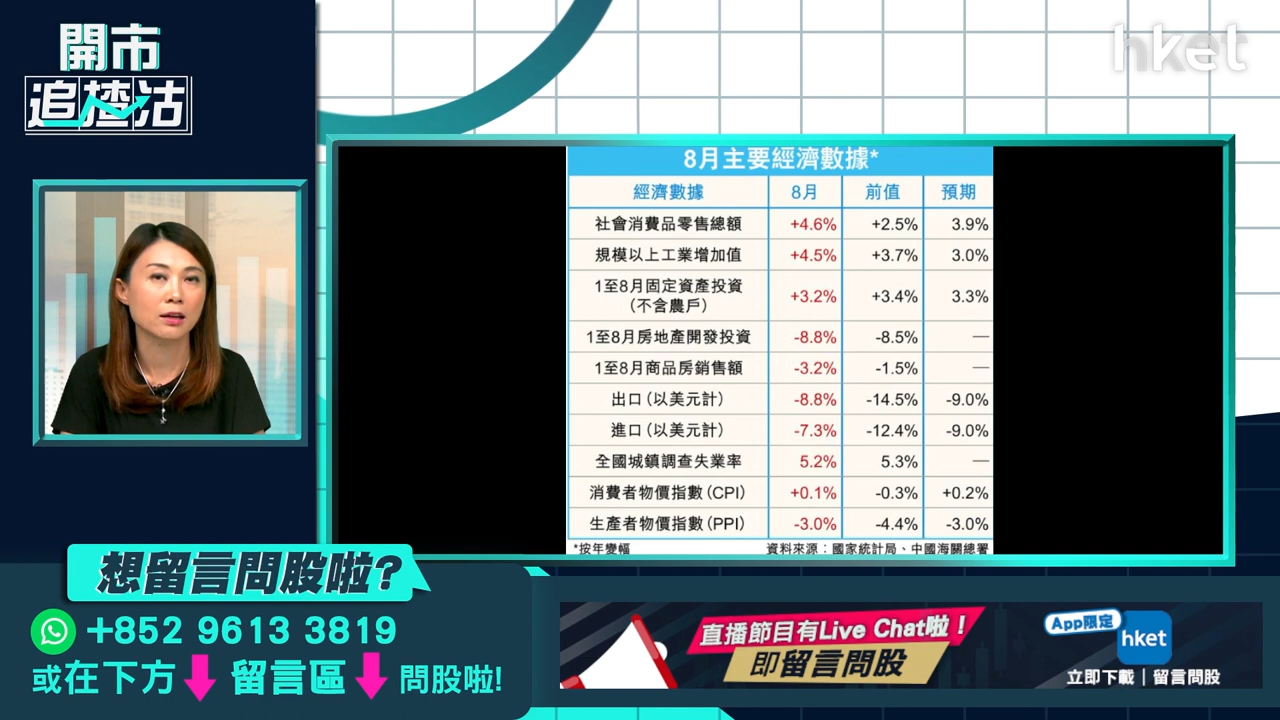 開市
追揸沽
hket
8月主要經濟數據*
經濟數據 8月 前值 預期
社會消費品零售總額 +4.6% +2.5% 3.9%
規模以上工業增加值 +4.5% +3.7% 3.0%
1至8月固定資產投資
(不含農戶) +3.2% +3.4% 3.3%
1至8月房地產開發投資 -8.8% -8.5% —
1至8月商品房銷售額 -3.2% -1.5% —
出口(以美元計) -8.8% -14.5% -9.0%
進口(以美元計) -7.3% -12.4% -9.0%
全國城鎮調查失業率 5.2% 5.3% —
消費者物價指數(CPI) +0.1% -0.3% +0.2%
生產者物價指數(PPI) -3.0% -4.4% -3.0%
*按年變幅 資料來源：國家統計局、中國海關總署
想留言問股啦?
+852 9613 3819
或在下方 留言區 問股啦!
直播節目有Live Chat啦！
即留言問股
App限定
hket
立即下載｜留言問股